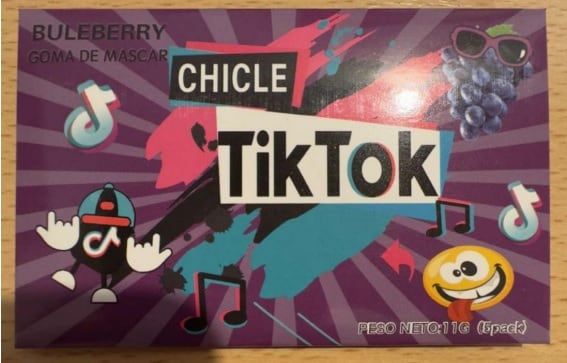 BULEBERRY
GOMA DE MASCAR
CHICLE
TikTok
PESO NETO:11G (5pack)